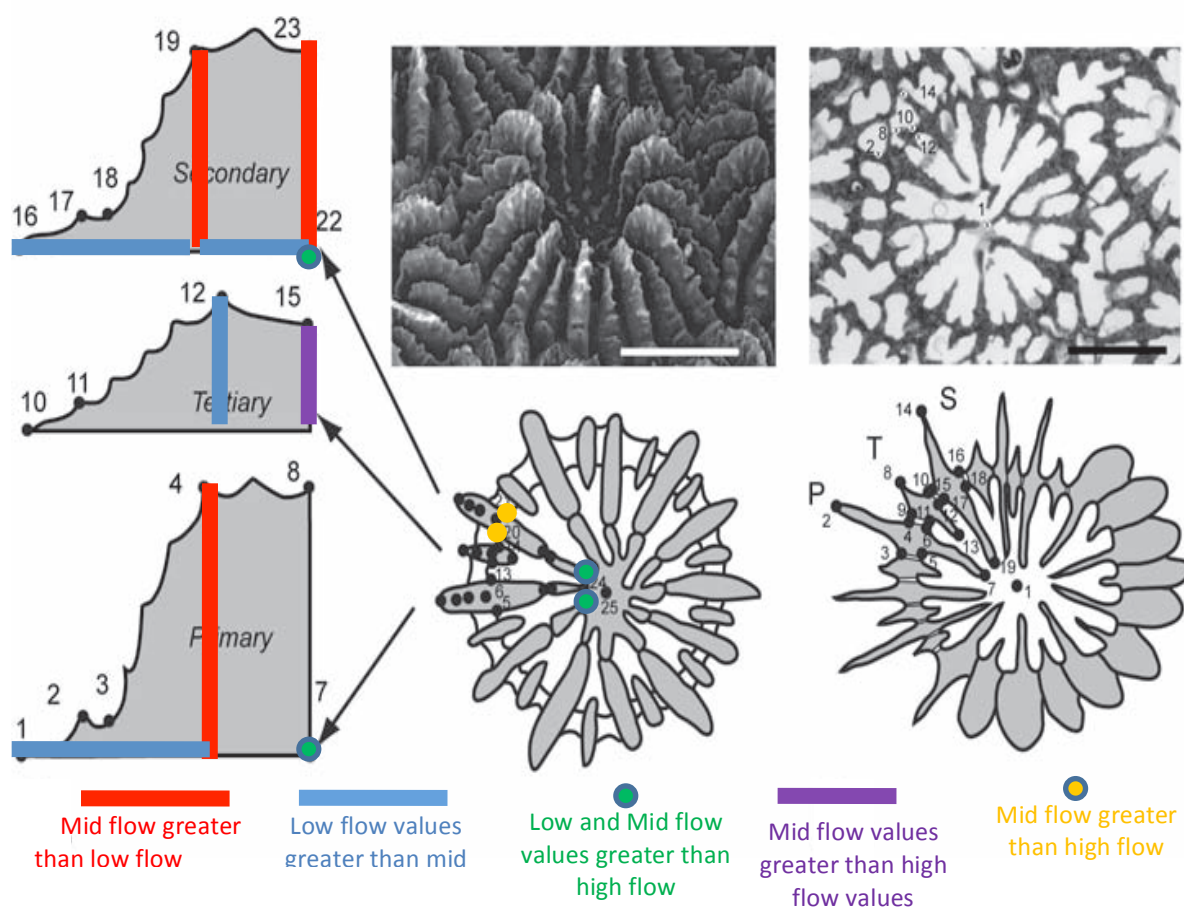 19
23
18
17
16
22
Secondary
12
15
11
10
Tertiary
4
8
3
2
7
1
Primary
14
10
8
2
12
1
20
13
6
5
24
25
S
14
T
16
8
18
10
15
17
P
2
9
11
12
4
6
13
3
5
19
7
1
Mid flow greater
than low flow
Low flow values
greater than mid
Low and Mid flow
values greater than
high flow
Mid flow values
greater than high
flow values
Mid flow greater
than high flow